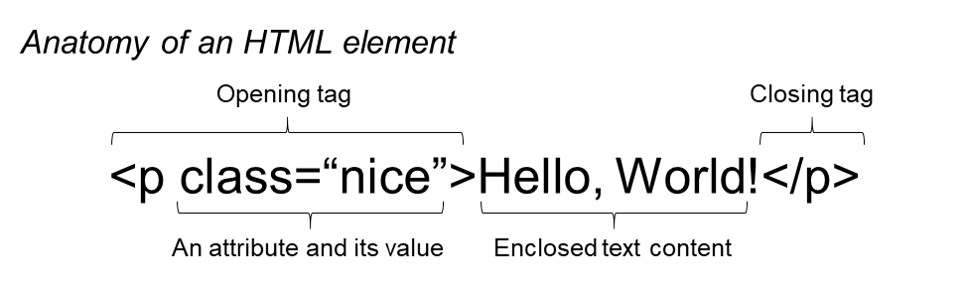 Anatomy of an HTML element
Opening tag
Closing tag
<p class=“nice”>Hello, World!</p>
An attribute and its value
Enclosed text content